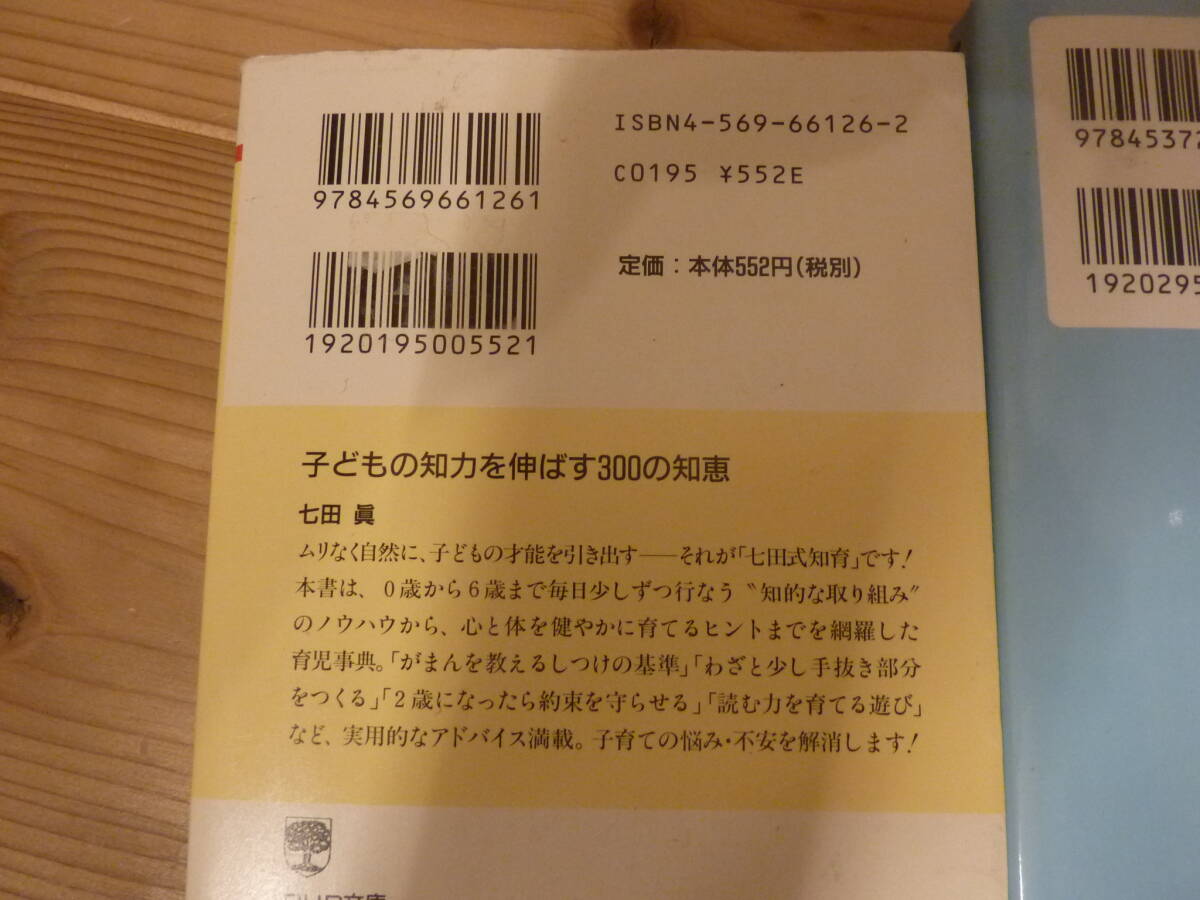 9784569661261
ISBN4-569-66126-2
C0195 ¥552E
1920195005521
定価：本体552円(税別)
子どもの知力を伸ばす300の知恵
七田 眞
ムリなく自然に、子どもの才能を引き出す――それが「七田式知育」です！
本書は、0歳から6歳まで毎日少しずつ行なう〝知的な取り組み〟
のノウハウから、心と体を健やかに育てるヒントまでを網羅した
育児事典。「がまんを教えるしつけの基準」「わざと少し手抜き部分
をつくる」「2歳になったら約束を守らせる」「読む力を育てる遊び」
など、実用的なアドバイス満載。子育ての悩み・不安を解消します！
PHP文庫
97845372
1920295